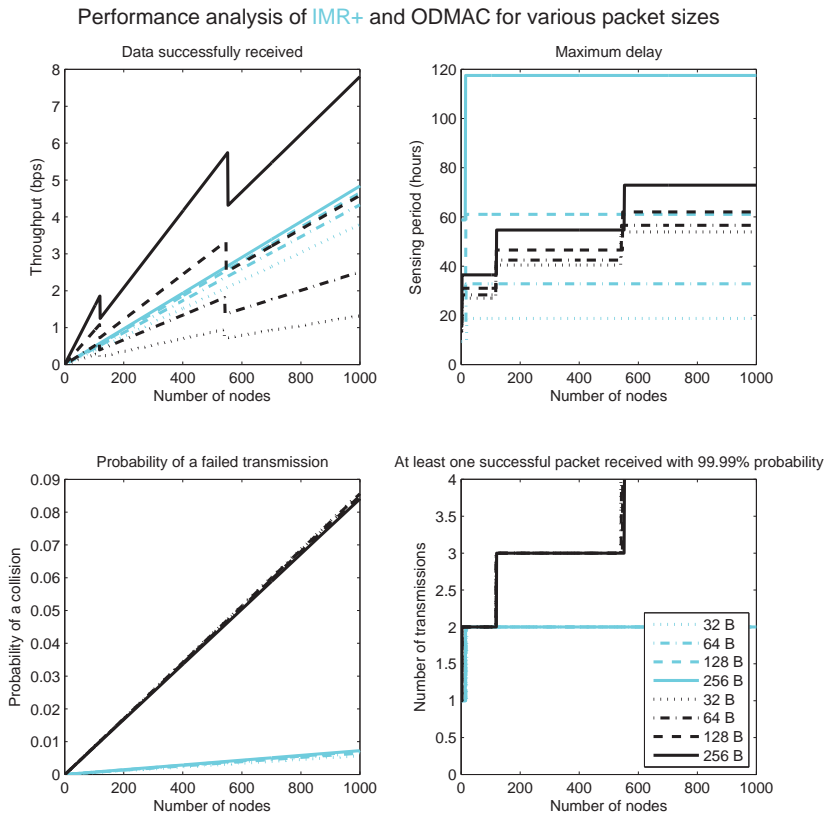 Performance analysis of IMR+ and ODMAC for various packet sizes
Data successfully received
8
7
6
5
4
3
2
1
0
Throughput (bps)
0 200 400 600 800 1000
Number of nodes
Maximum delay
120
100
80
60
40
20
0
Sensing period (hours)
0 200 400 600 800 1000
Number of nodes
Probability of a failed transmission
0.09
0.08
0.07
0.06
0.05
0.04
0.03
0.02
0.01
0
Probability of a collision
0 200 400 600 800 1000
Number of nodes
At least one successful packet received with 99.99% probability
4
3.5
3
2.5
2
1.5
1
0.5
0
Number of transmissions
32 B
64 B
128 B
256 B
32 B
64 B
128 B
256 B
0 200 400 600 800 1000
Number of nodes